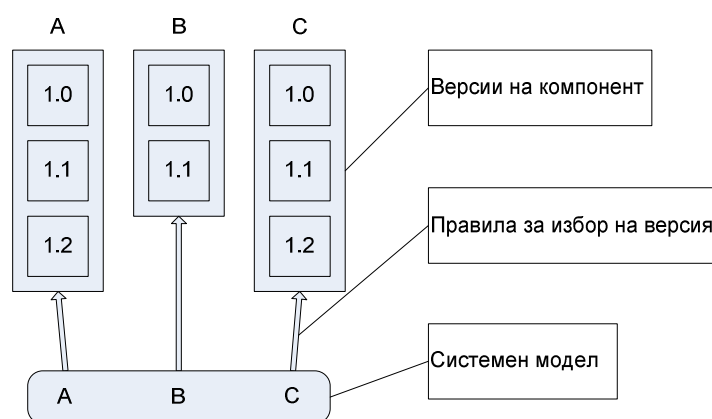 A B C
1.0 1.0 1.0
Версии на компонент
1.1 1.1 1.1
Правила за избор на версия
1.2 1.2
Системен модел
A B C